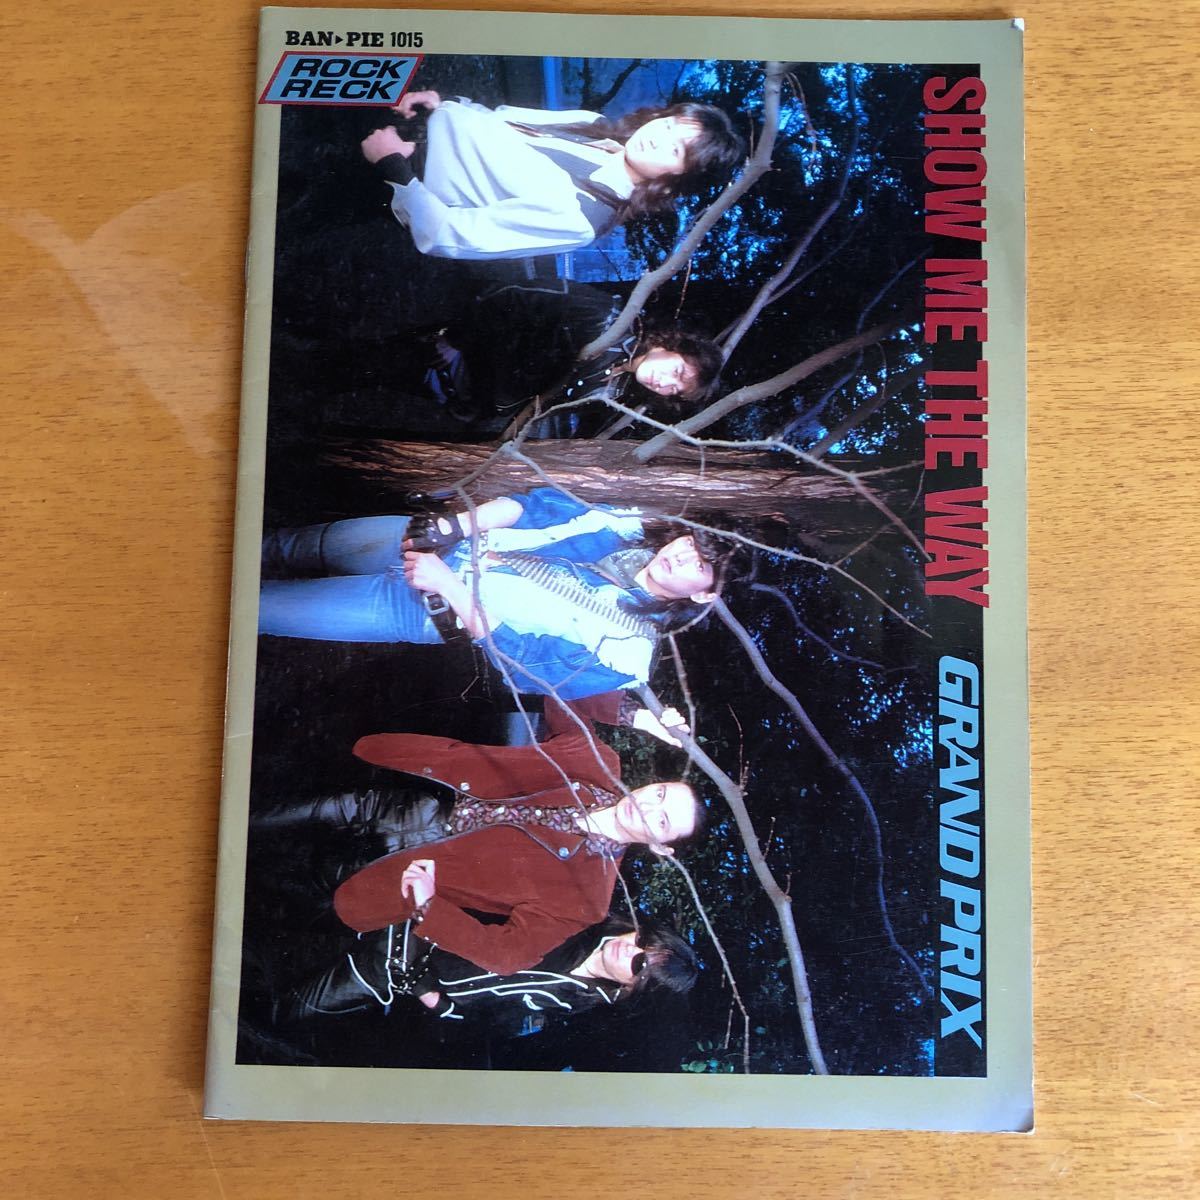 BAN▸PIE 1015
ROCK
RECK
SHOW ME THE WAY
GRAND PRIX